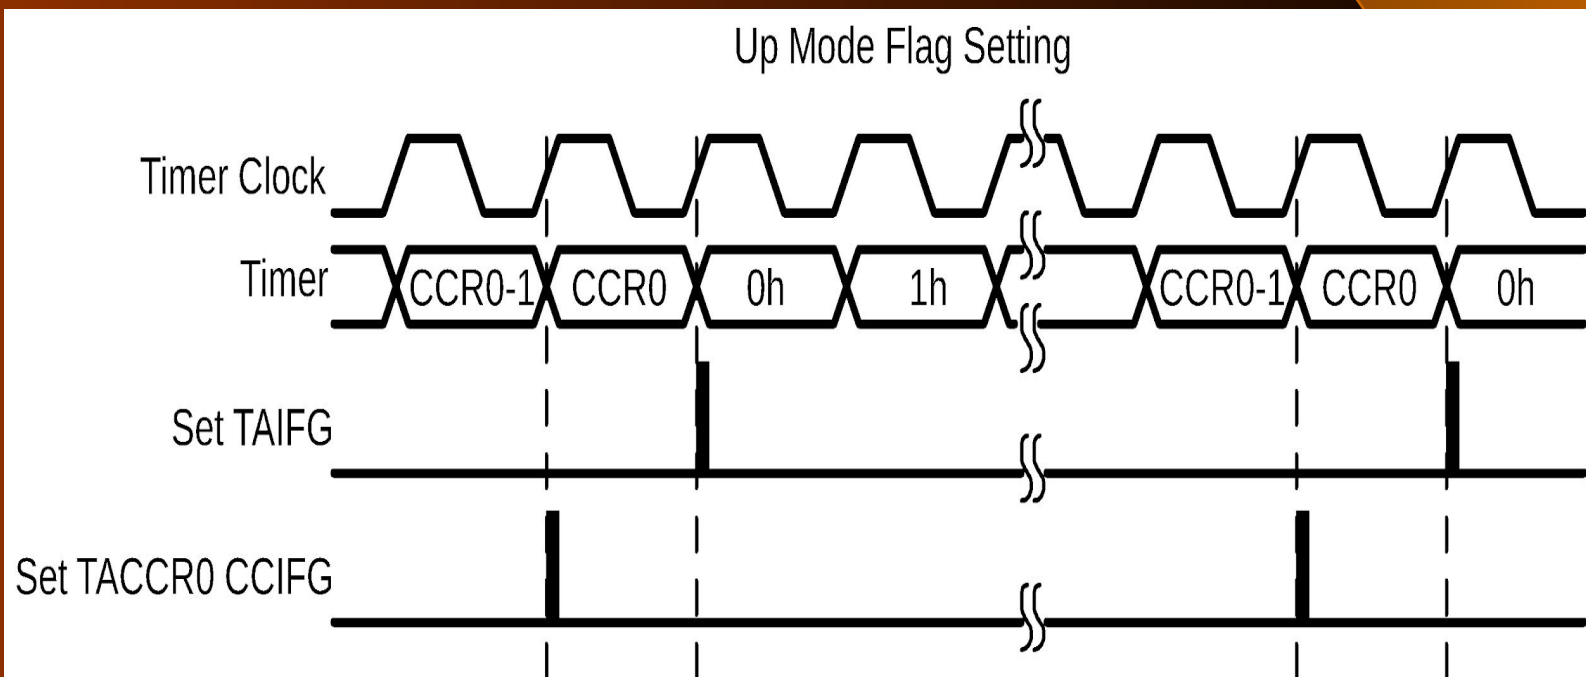 Up Mode Flag Setting
Timer Clock
Timer
CCR0-1 CCR0 0h 1h CCR0-1 CCR0 0h
Set TAIFG
Set TACCR0 CCIFG